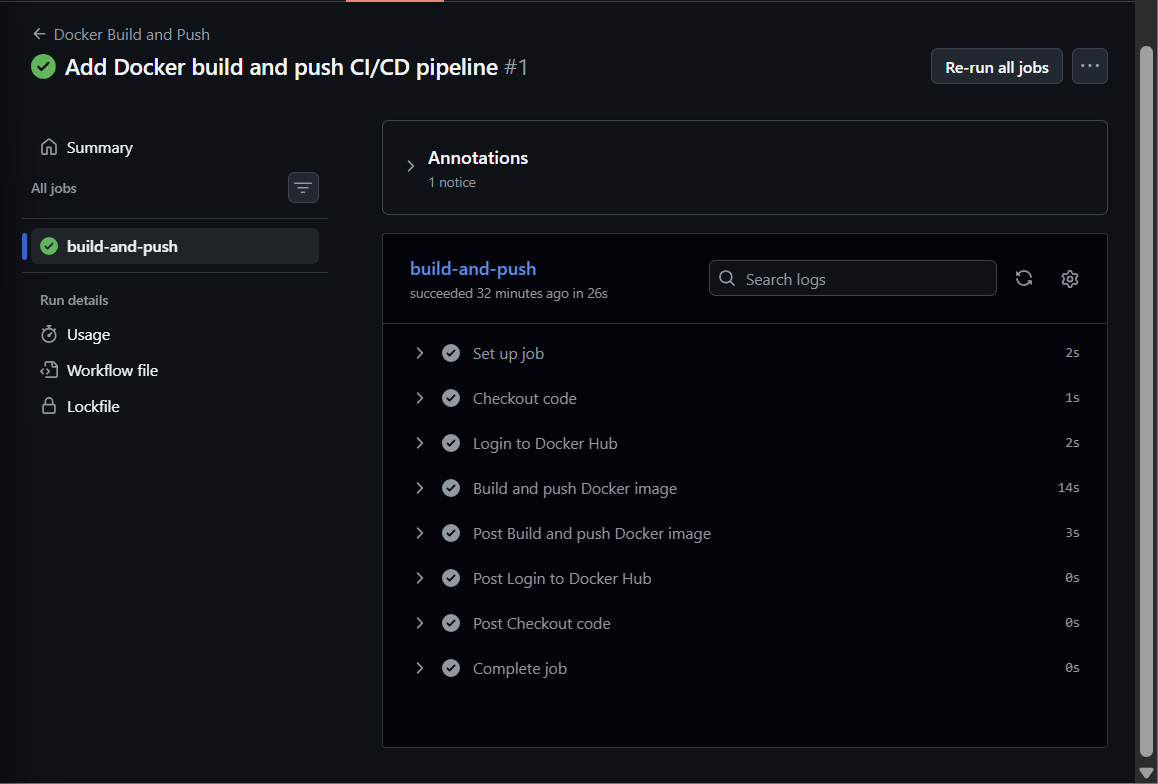 Docker Build and Push
Add Docker build and push CI/CD pipeline #1
Re-run all jobs
Summary
All jobs
build-and-push
Run details
Usage
Workflow file
Lockfile
Annotations
1 notice
build-and-push
succeeded 32 minutes ago in 26s
Search logs
Set up job 2s
Checkout code 1s
Login to Docker Hub 2s
Build and push Docker image 14s
Post Build and push Docker image 3s
Post Login to Docker Hub 0s
Post Checkout code 0s
Complete job 0s